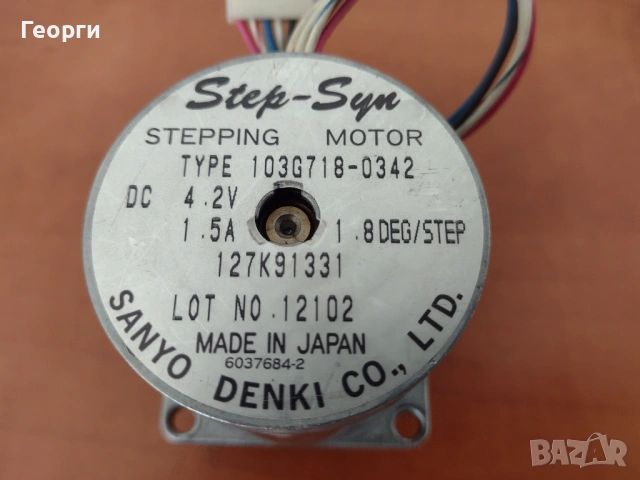 Георги
Step-Syn
STEPPING MOTOR
TYPE 103G718-0342
DC 4.2V
1.5A 1.8DEG/STEP
127K91331
LOT NO.12102
MADE IN JAPAN
6037684-2
SANYO DENKI CO., LTD.
BAZAR